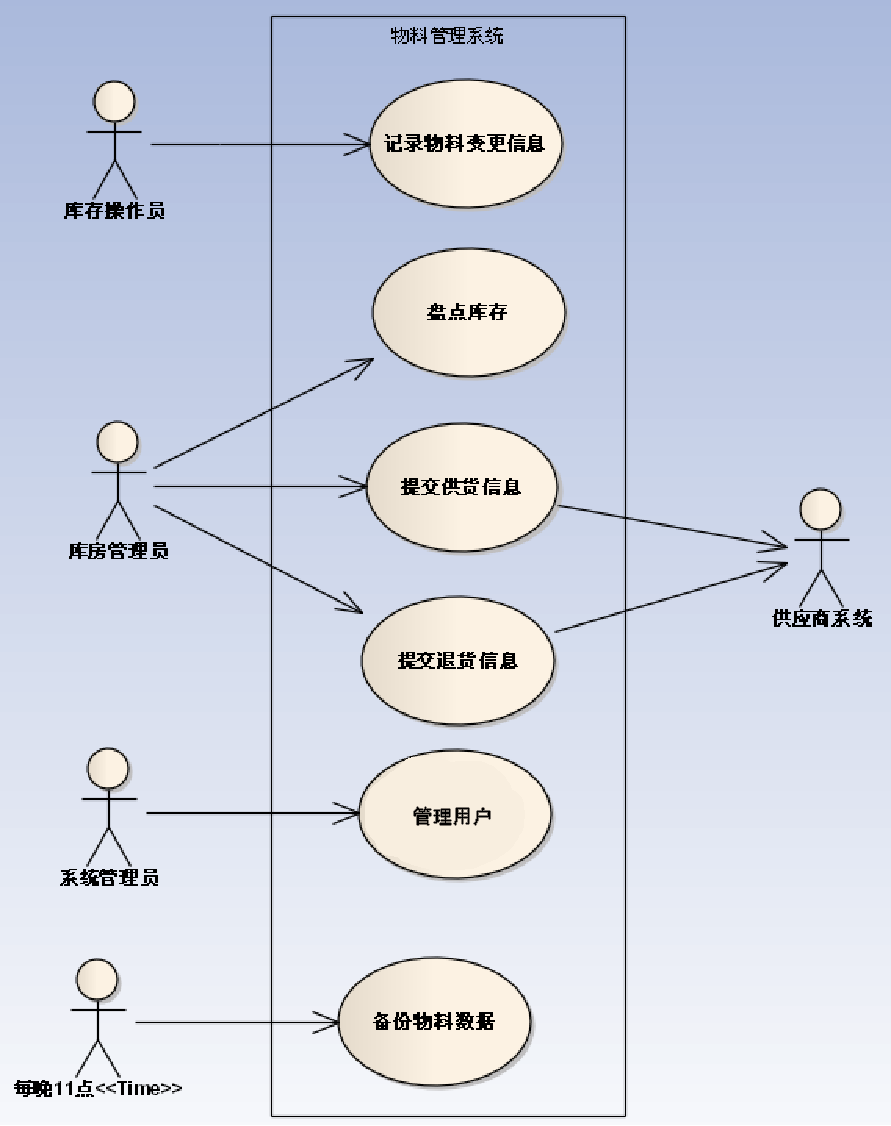 物料管理系统
记录物料变更信息
库存操作员
盘点库存
提交供货信息
库房管理员
供应商系统
提交退货信息
管理用户
系统管理员
备份物料数据
每晚11点<<Time>>